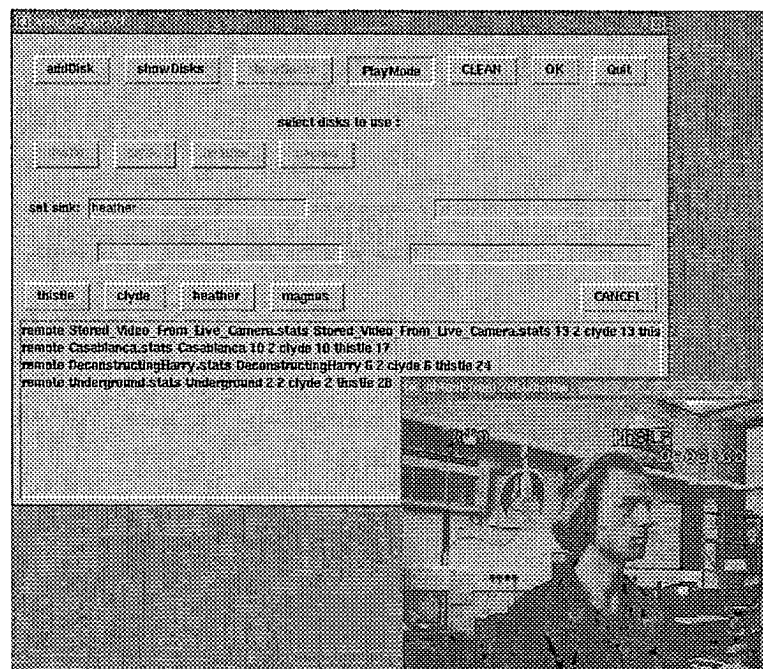 addDisk showDisks PlayMode CLEAN OK Quit
select disks to use :
set sink: heather
thistle clyde heather magnus CANCEL
remote Stored_Video_From_Live_Camera.stats Stored_Video_From_Live_Camera.stats 13 2 clyde 13 this
remote Casablanca.stats Casablanca 10 2 clyde 10 thistle 17
remote DeconstructingHarry.stats DeconstructingHarry 6 2 clyde 6 thistle 24
remote Underground.stats Underground 2 2 clyde 2 thistle 28